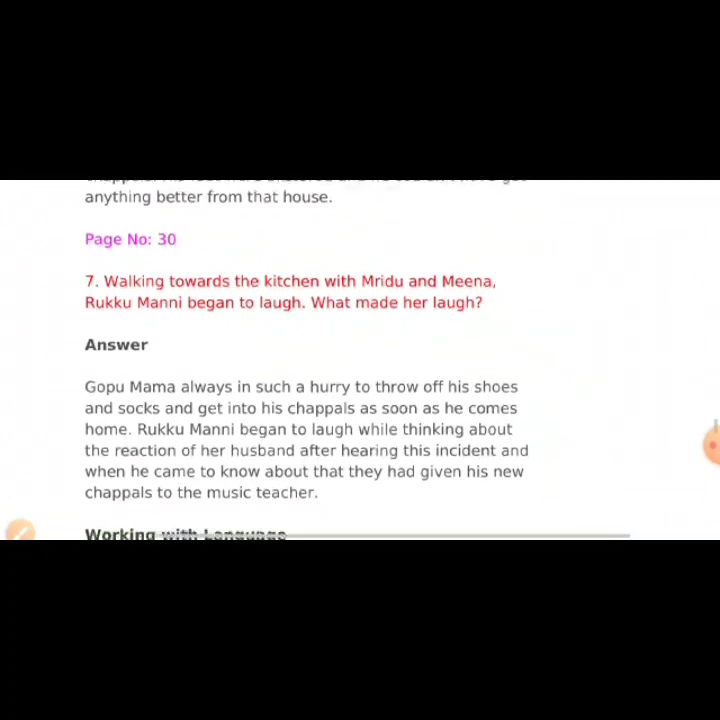 anything better from that house.
Page No: 30
7. Walking towards the kitchen with Mridu and Meena,
Rukku Manni began to laugh. What made her laugh?
Answer
Gopu Mama always in such a hurry to throw off his shoes
and socks and get into his chappals as soon as he comes
home. Rukku Manni began to laugh while thinking about
the reaction of her husband after hearing this incident and
when he came to know about that they had given his new
chappals to the music teacher.
Working with Language